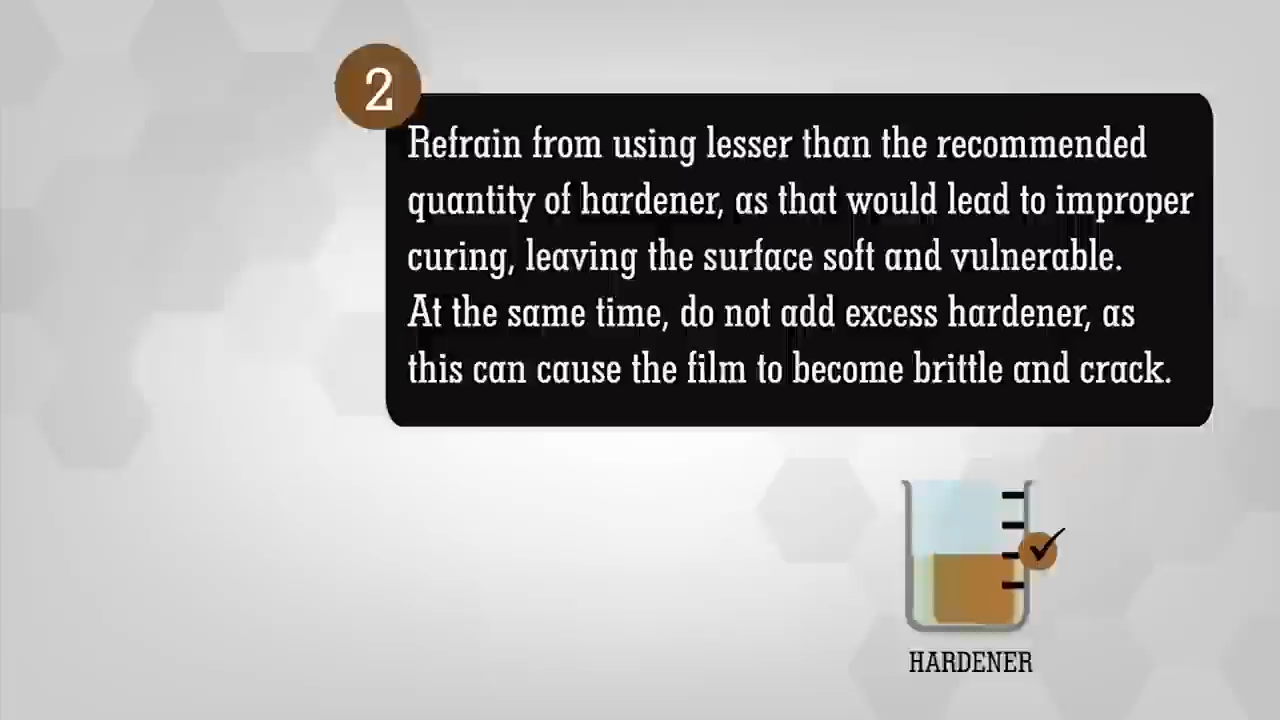 2
Refrain from using lesser than the recommended
quantity of hardener, as that would lead to improper
curing, leaving the surface soft and vulnerable.
At the same time, do not add excess hardener, as
this can cause the film to become brittle and crack.
HARDENER